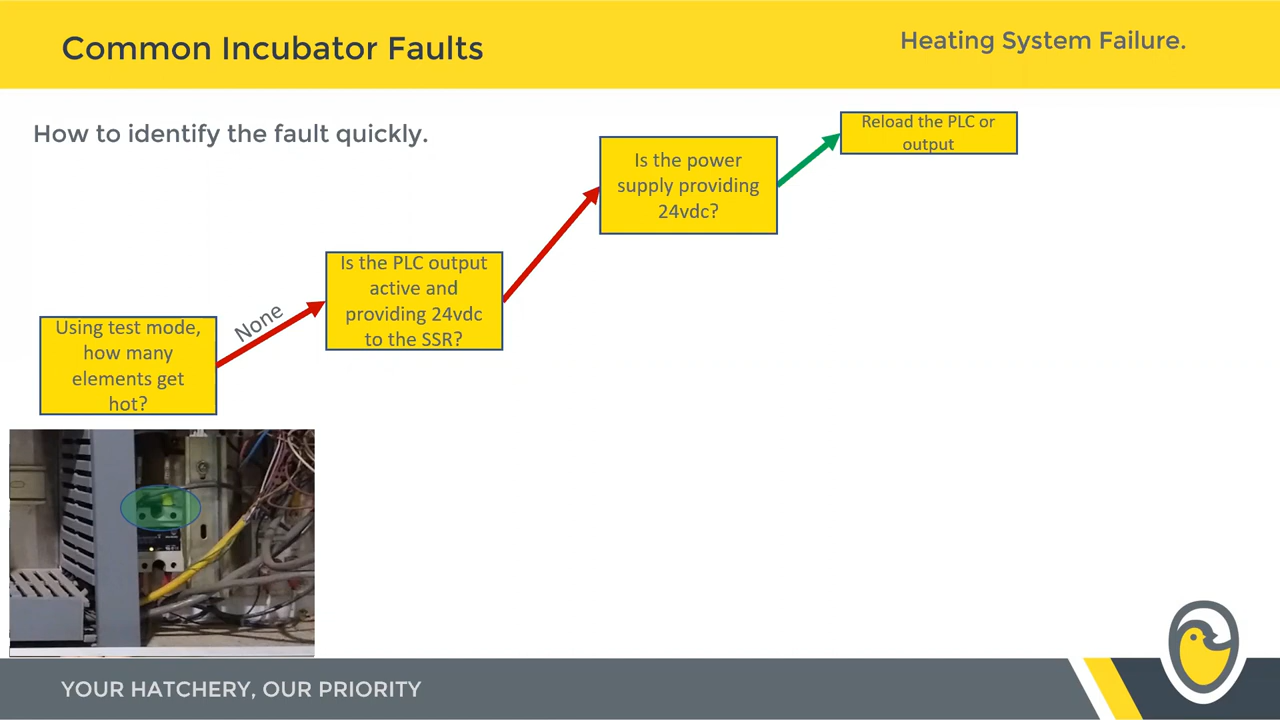 Common Incubator Faults
Heating System Failure.
How to identify the fault quickly.
Using test mode,
how many
elements get
hot?
None
Is the PLC output
active and
providing 24vdc
to the SSR?
Is the power
supply providing
24vdc?
Reload the PLC or
output
YOUR HATCHERY, OUR PRIORITY